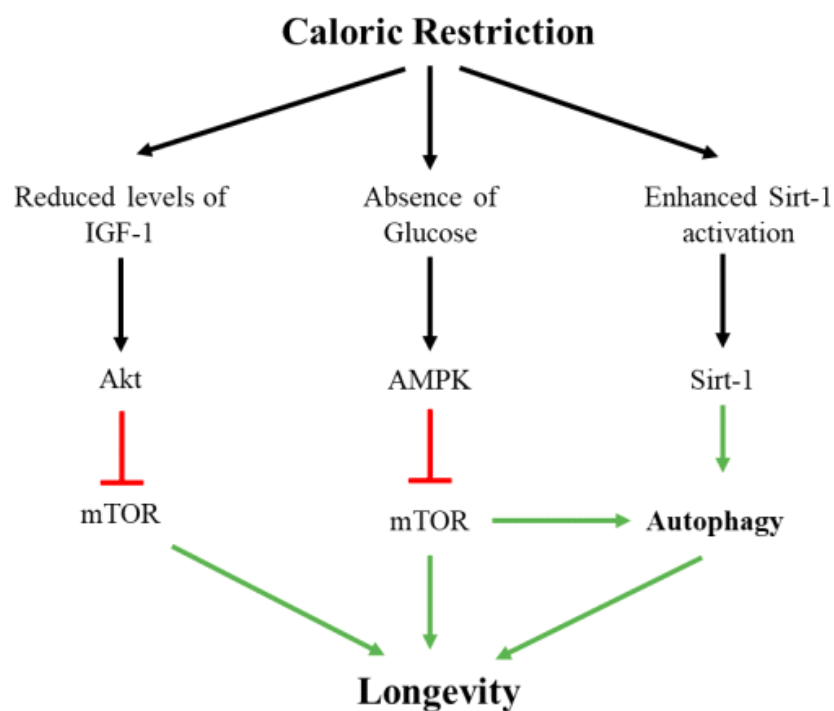 Caloric Restriction
Reduced levels of
IGF-1
Absence of
Glucose
Enhanced Sirt-1
activation
Akt
AMPK
Sirt-1
mTOR
mTOR
Autophagy
Longevity